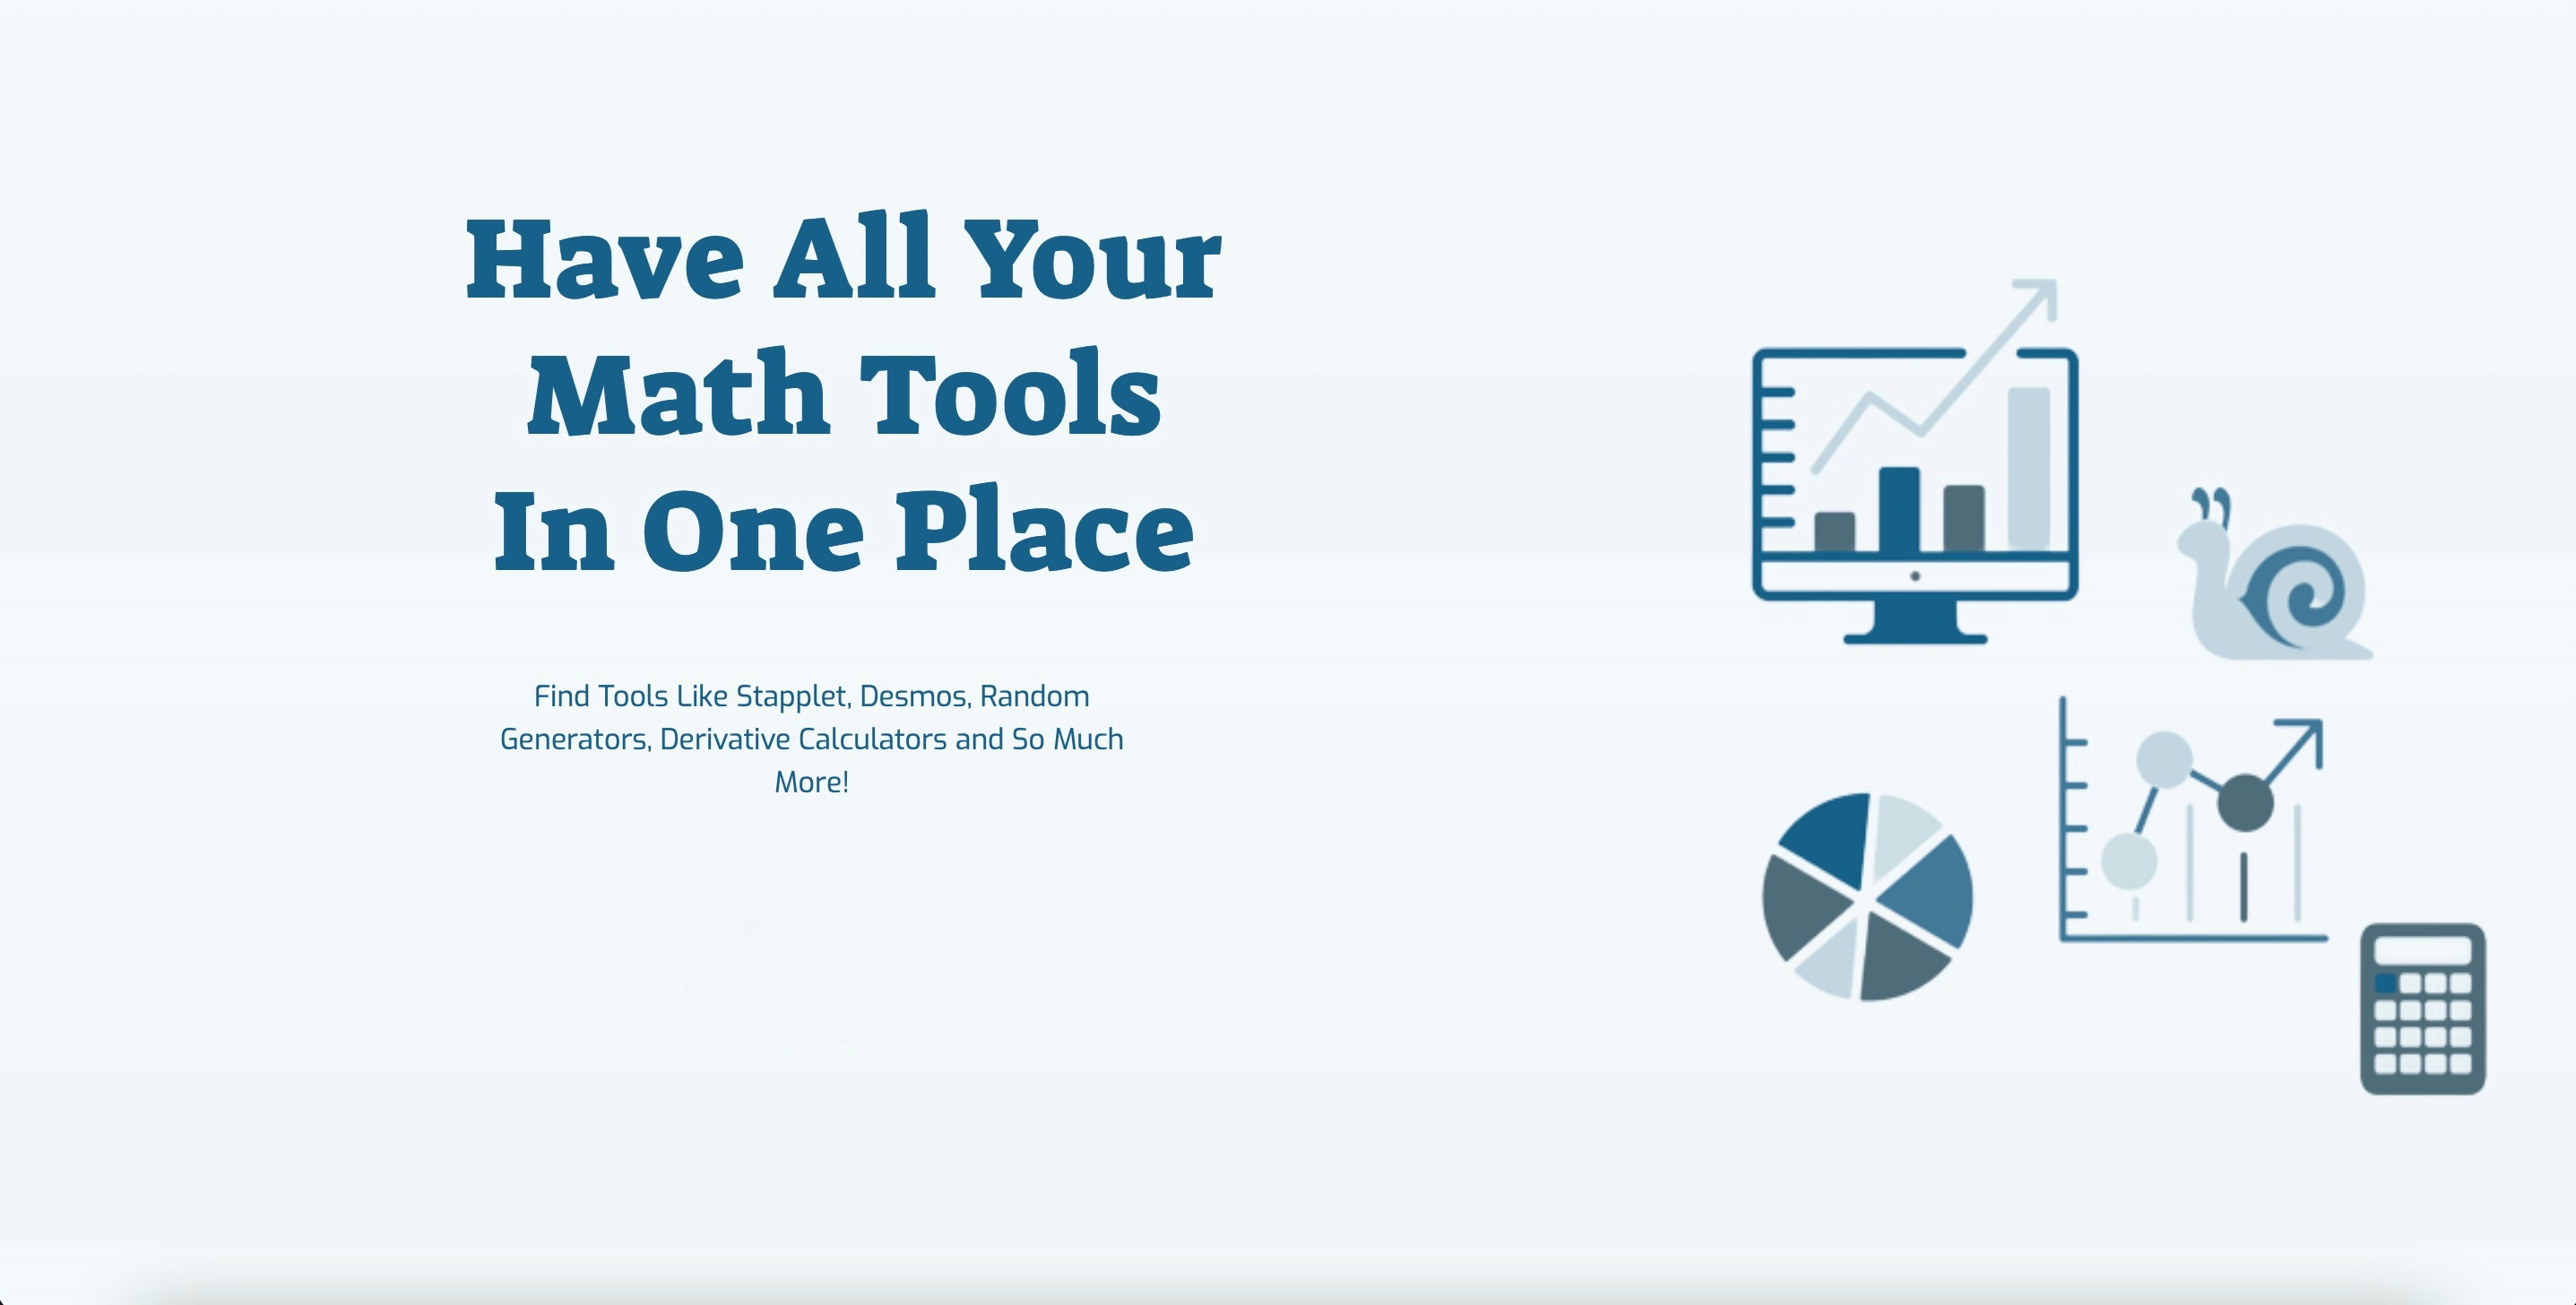 Have All Your
Math Tools
In One Place
Find Tools Like Stapplet, Desmos, Random
Generators, Derivative Calculators and So Much
More!